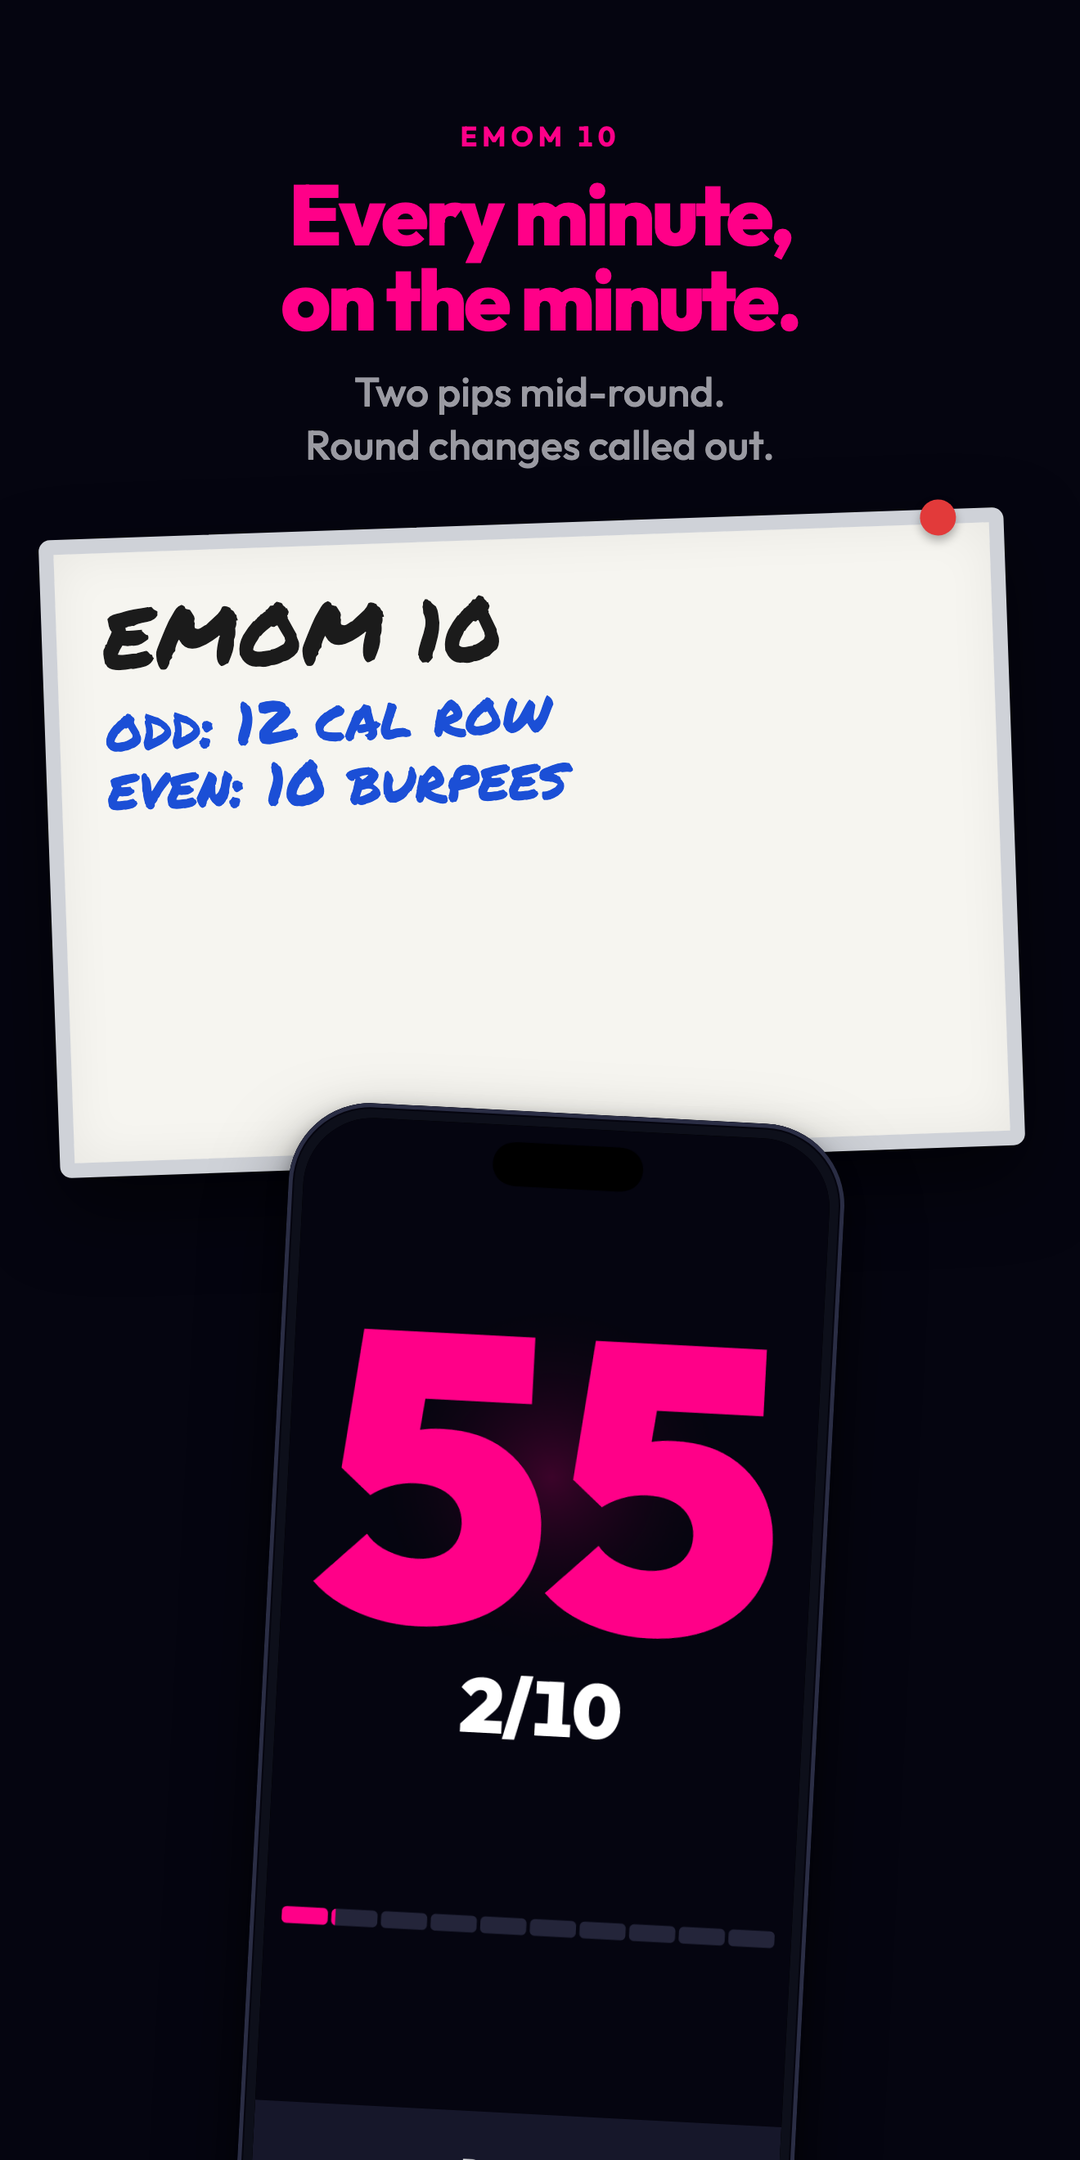 EMOM 10
Every minute,
on the minute.
Two pips mid-round.
Round changes called out.
EMOM 10
ODD: 12 CAL ROW
EVEN: 10 BURPEES
55
2/10